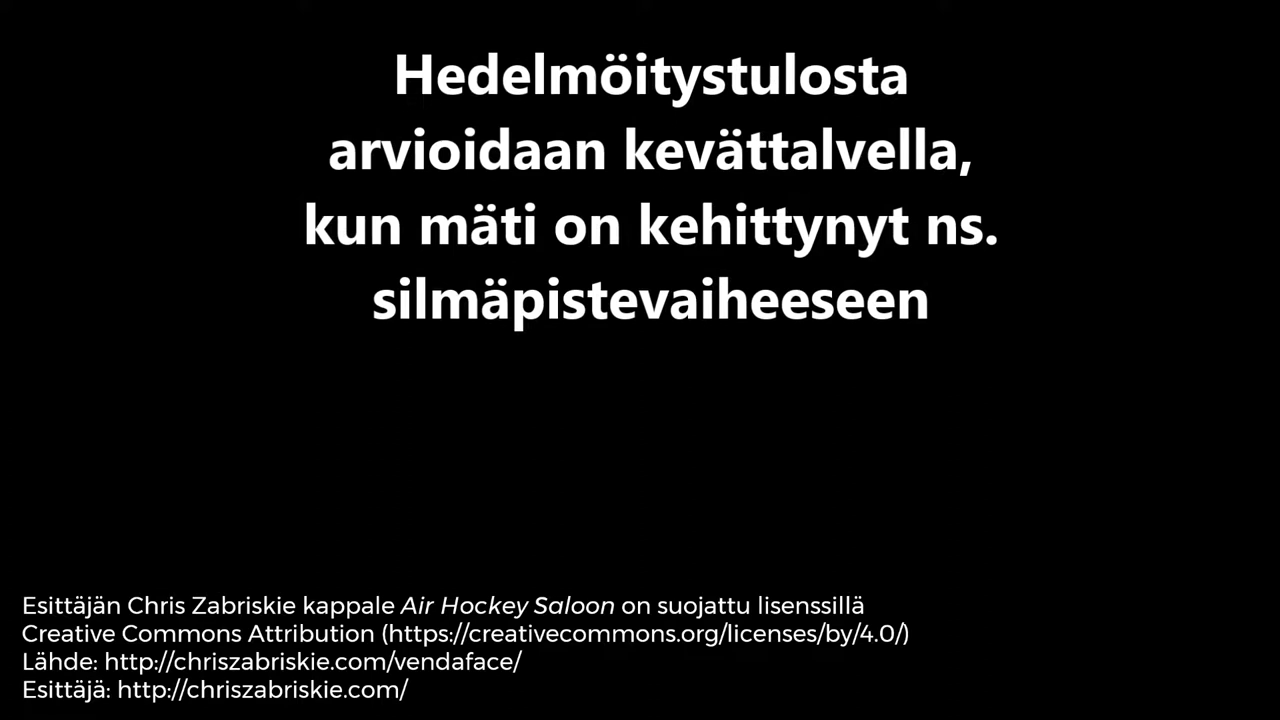 Hedelmöitystulosta
arvioidaan kevättalvella,
kun mäti on kehittynyt ns.
silmäpistevaiheeseen
Esittäjän Chris Zabriskie kappale Air Hockey Saloon on suojattu lisenssillä
Creative Commons Attribution (https://creativecommons.org/licenses/by/4.0/)
Lähde: http://chriszabriskie.com/vendaface/
Esittäjä: http://chriszabriskie.com/